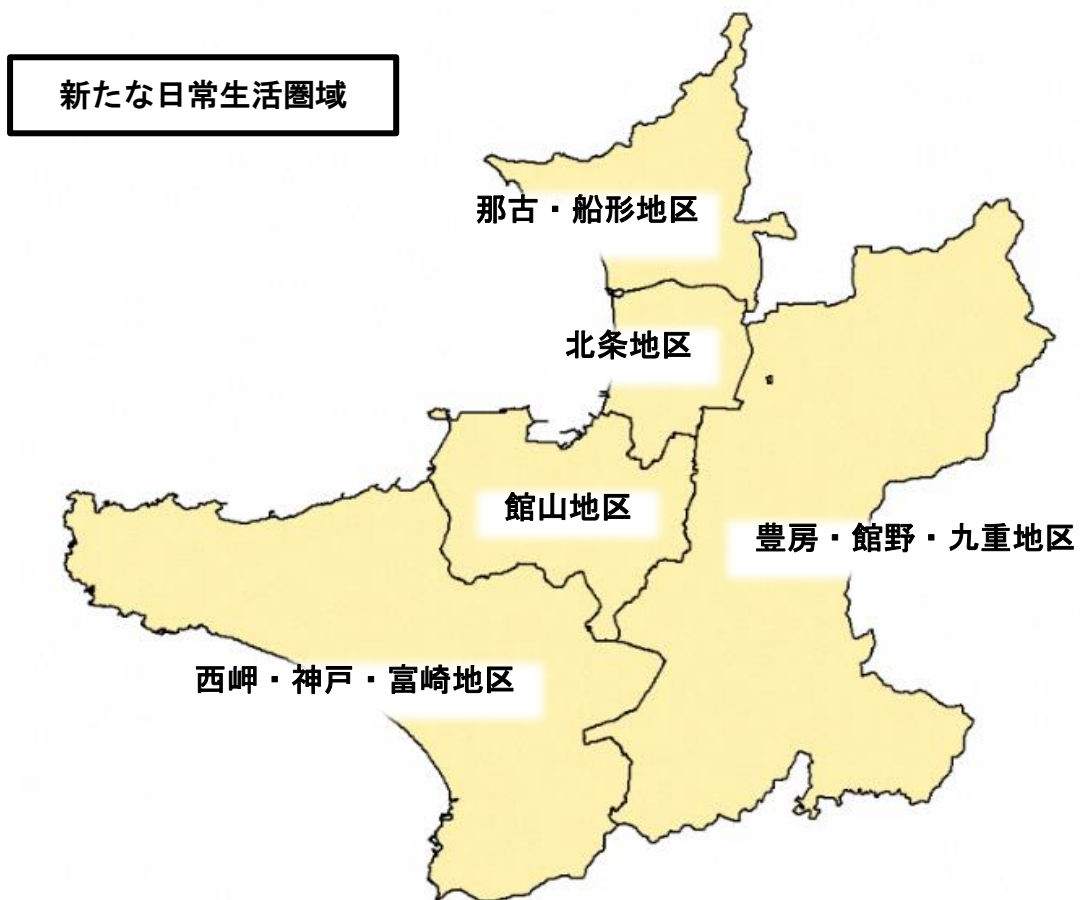 新たな日常生活圏域
那古・船形地区
北条地区
館山地区
豊房・館野・九重地区
西岬・神戸・富崎地区